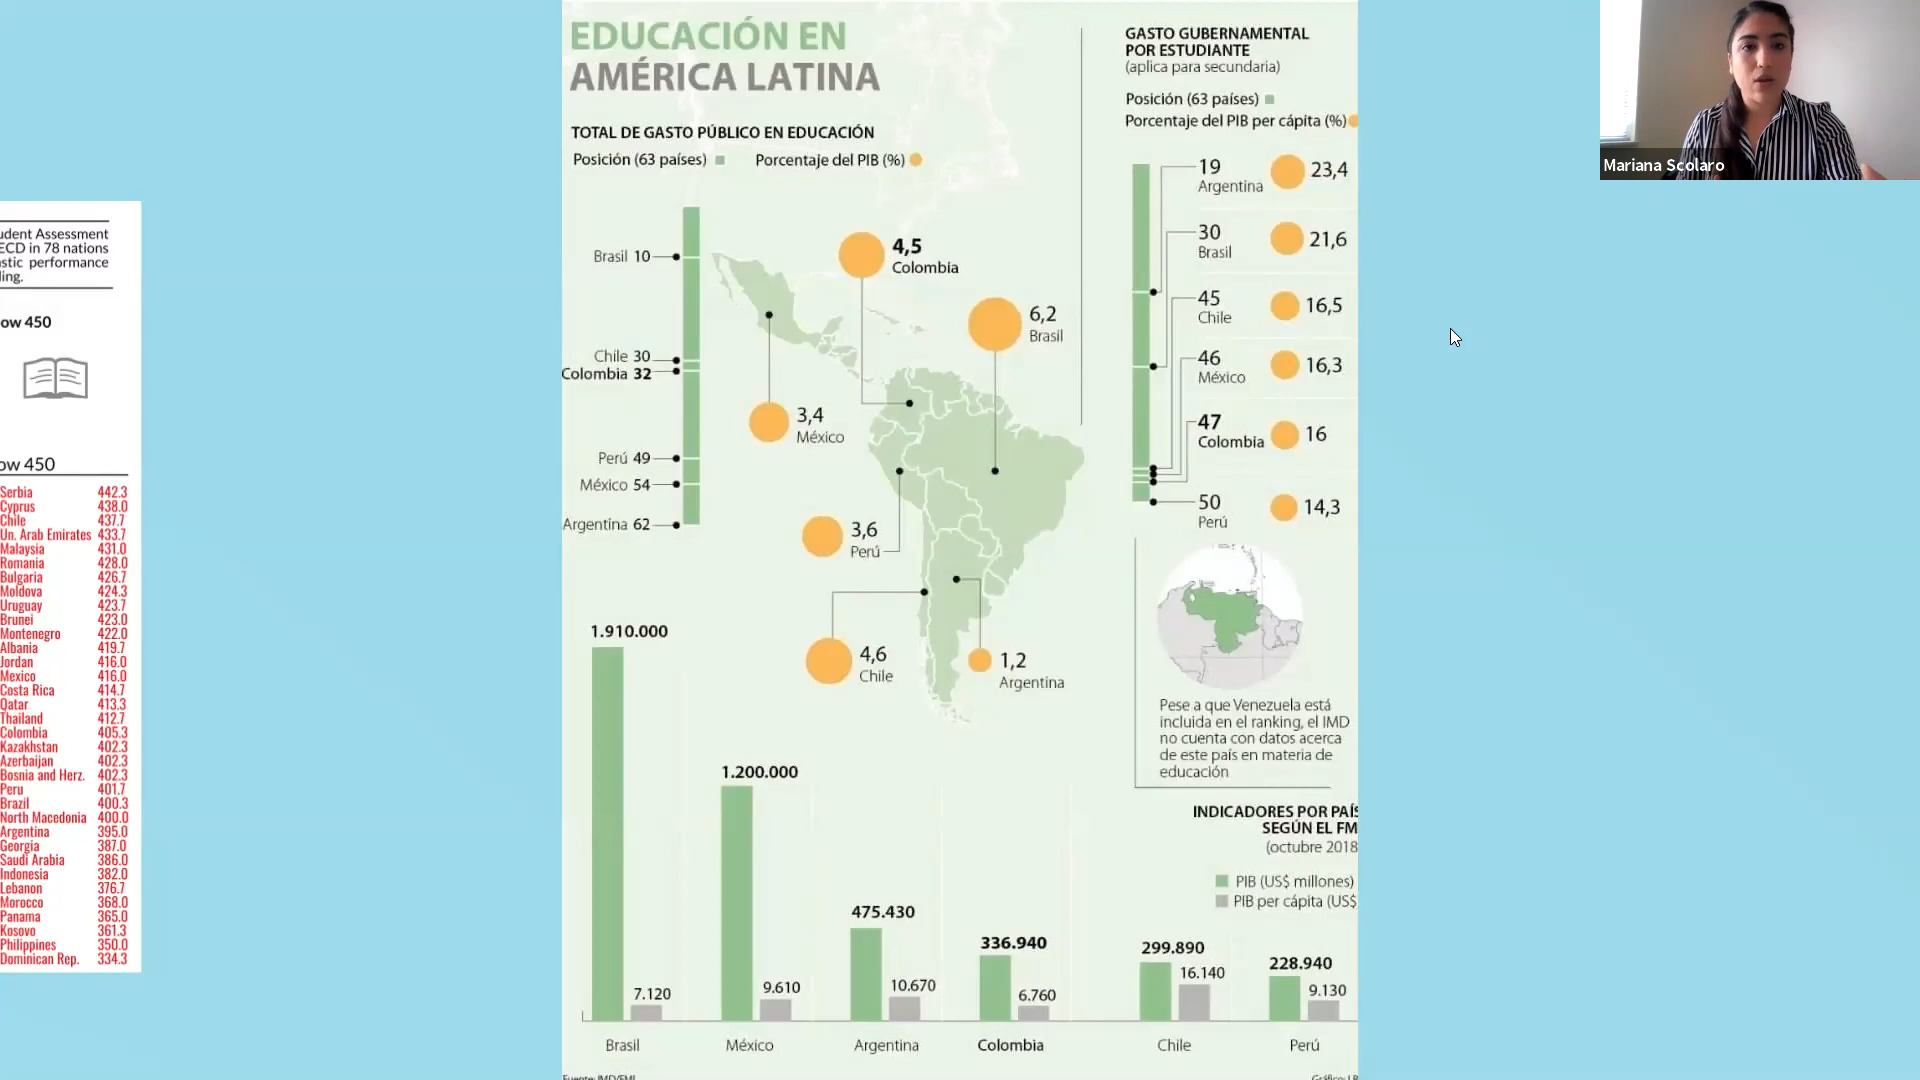 EDUCACIÓN EN
AMÉRICA LATINA
TOTAL DE GASTO PÚBLICO EN EDUCACIÓN
Posición (63 países)
Porcentaje del PIB (%)
Brasil 10
Chile 30
Colombia 32
Perú 49
México 54
Argentina 62
4,5
Colombia
6,2
Brasil
3,4
México
3,6
Perú
4,6
Chile
1,2
Argentina
GASTO GUBERNAMENTAL
POR ESTUDIANTE
(aplica para secundaria)
Posición (63 países)
Porcentaje del PIB per cápita (%)
19
Argentina
23,4
30
Brasil
21,6
45
Chile
16,5
46
México
16,3
47
Colombia
16
50
Perú
14,3
Pese a que Venezuela está
incluida en el ranking, el IMD
no cuenta con datos acerca
de este país en materia de
educación
INDICADORES POR PAÍS
SEGÚN EL FM
(octubre 2018
PIB (US$ millones)
PIB per cápita (US$
1.910.000
7.120
Brasil
1.200.000
9.610
México
475.430
10.670
Argentina
336.940
6.760
Colombia
299.890
16.140
Chile
228.940
9.130
Perú
Fuente: IMD/FMI
Mariana Scolaro
udent Assessment
ECD in 78 nations
astic performance
ding.
ow 450
ow 450
Serbia 442.3
Cyprus 438.0
Chile 437.7
Un. Arab Emirates 433.7
Malaysia 431.0
Romania 428.0
Bulgaria 426.7
Moldova 424.3
Uruguay 423.7
Brunei 423.0
Montenegro 422.0
Albania 419.7
Jordan 416.0
Mexico 416.0
Costa Rica 414.7
Qatar 413.3
Thailand 412.7
Colombia 405.3
Kazakhstan 402.3
Azerbaijan 402.3
Bosnia and Herz. 402.3
Peru 401.7
Brazil 400.3
North Macedonia 400.0
Argentina 395.0
Georgia 387.0
Saudi Arabia 386.0
Indonesia 382.0
Lebanon 376.7
Morocco 368.0
Panama 365.0
Kosovo 361.3
Philippines 350.0
Dominican Rep. 334.3